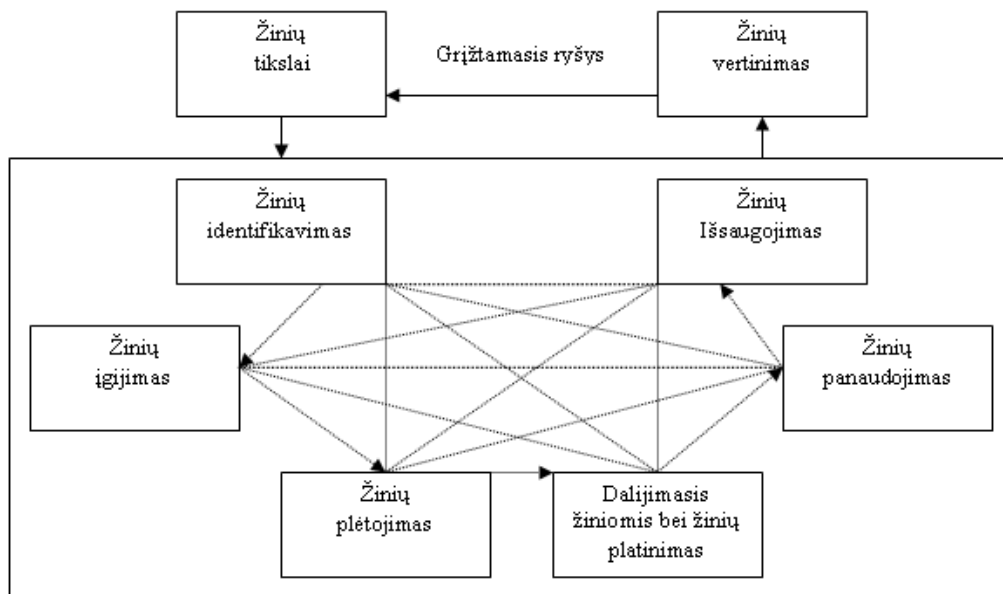 Žinių
tikslai
Grįžtamasis ryšys
Žinių
vertinimas
Žinių
identifikavimas
Žinių
Išsaugojimas
Žinių
įgijimas
Žinių
panaudojimas
Žinių
plėtojimas
Dalijimasis
žiniomis bei žinių
platinimas